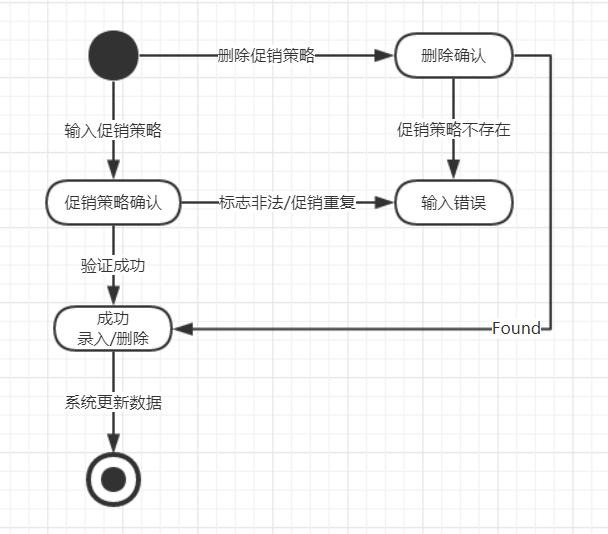 删除促销策略
删除确认
输入促销策略
促销策略不存在
促销策略确认
标志非法/促销重复
输入错误
验证成功
成功
录入/删除
Found
系统更新数据